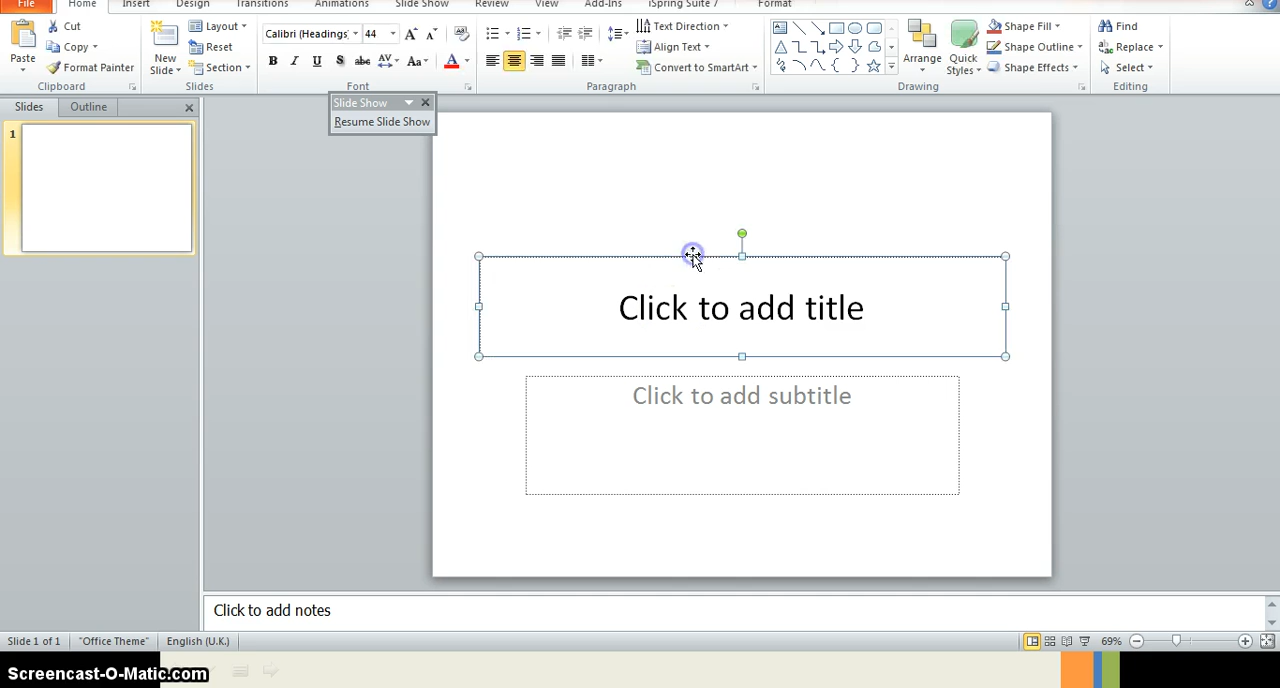 File Home Insert Design Transitions Animations Slide Show Review View Add-Ins iSpring Suite 7 Format
Paste
Cut
Copy
Format Painter
Clipboard
New Slide
Layout
Reset
Section
Slides
Calibri (Headings) 44
B I U S abc AV Aa A
Font
Text Direction
Align Text
Convert to SmartArt
Paragraph
Arrange
Quick Styles
Shape Fill
Shape Outline
Shape Effects
Drawing
Find
Replace
Select
Editing
Slides Outline
Slide Show
Resume Slide Show
1
Click to add title
Click to add subtitle
Click to add notes
Slide 1 of 1 "Office Theme" English (U.K.) 69%
Screencast-O-Matic.com